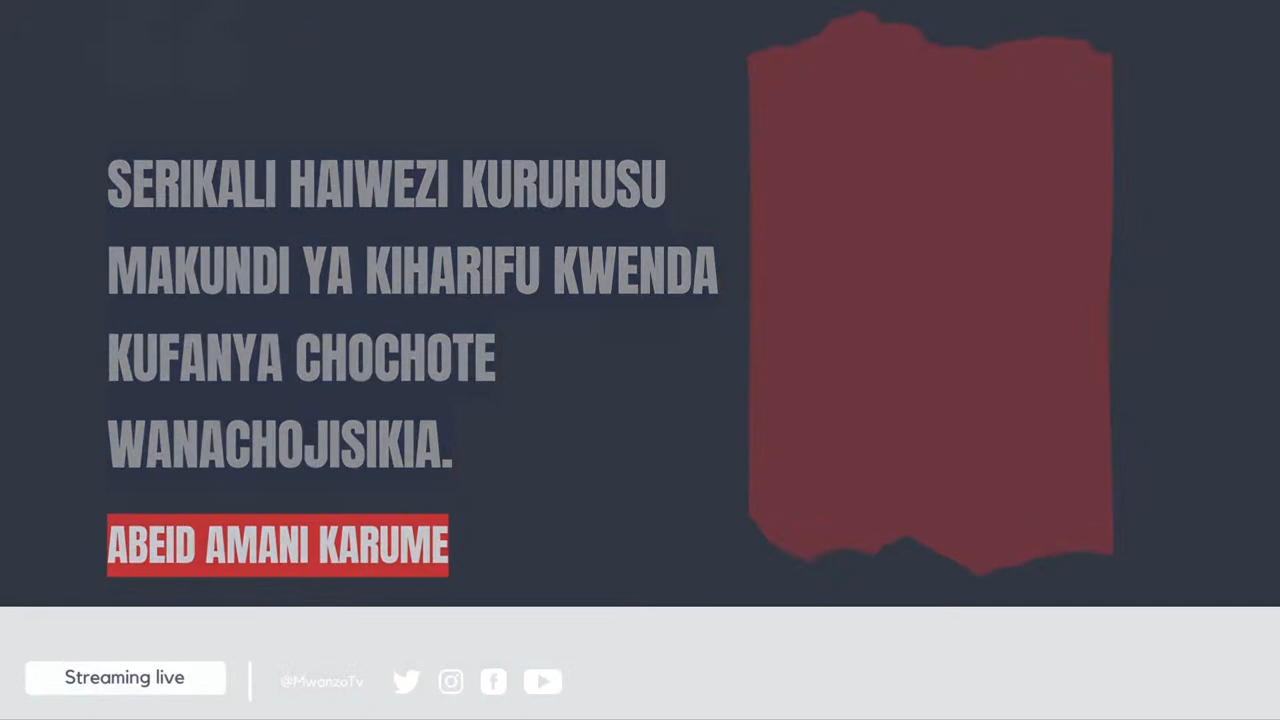 SERIKALI HAIWEZI KURUHUSU
MAKUNDI YA KIHARIFU KWENDA
KUFANYA CHOCHOTE
WANACHOJISIKIA.
ABEID AMANI KARUME
Streaming live
@MwanzoTv